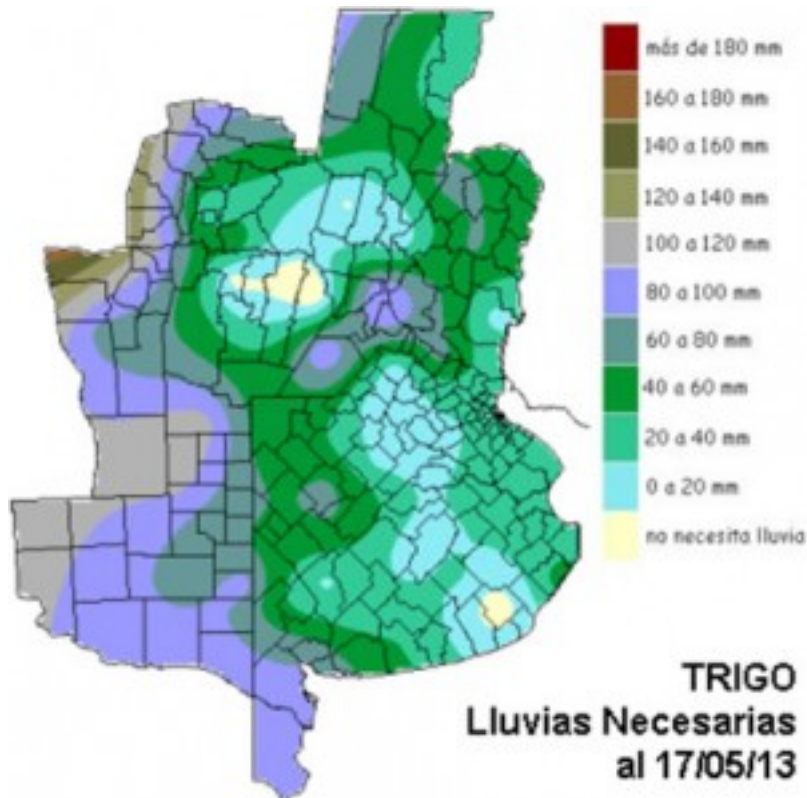 más de 180 mm
160 a 180 mm
140 a 160 mm
120 a 140 mm
100 a 120 mm
80 a 100 mm
60 a 80 mm
40 a 60 mm
20 a 40 mm
0 a 20 mm
no necesita lluvia
TRIGO
Lluvias Necesarias
al 17/05/13